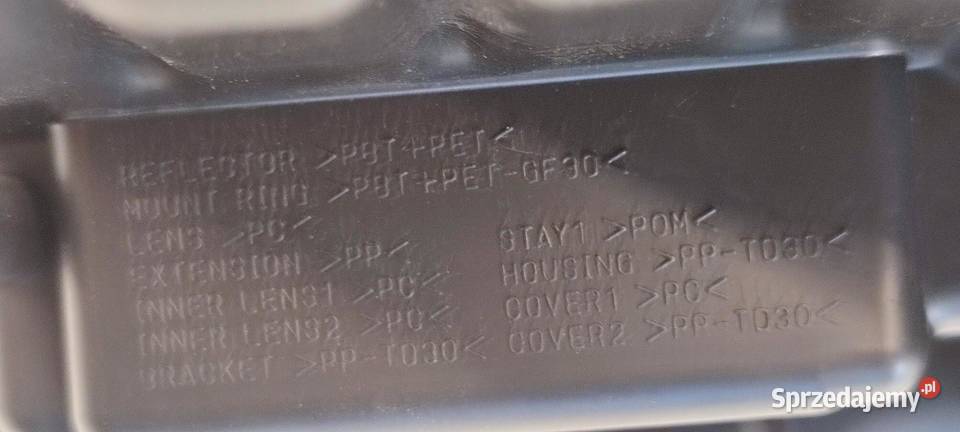 REFLECTOR >PBT+PET<
MOUNT RING >PBT+PET-GF30<
LENS >PC<
EXTENSION >PP<
INNER LENS1 >PC<
INNER LENS2 >PC<
BRACKET >PP-TD30<
STAY1 >POM<
HOUSING >PP-TD30<
COVER1 >PC<
COVER2 >PP-TD30<
Sprzedajemy.pl